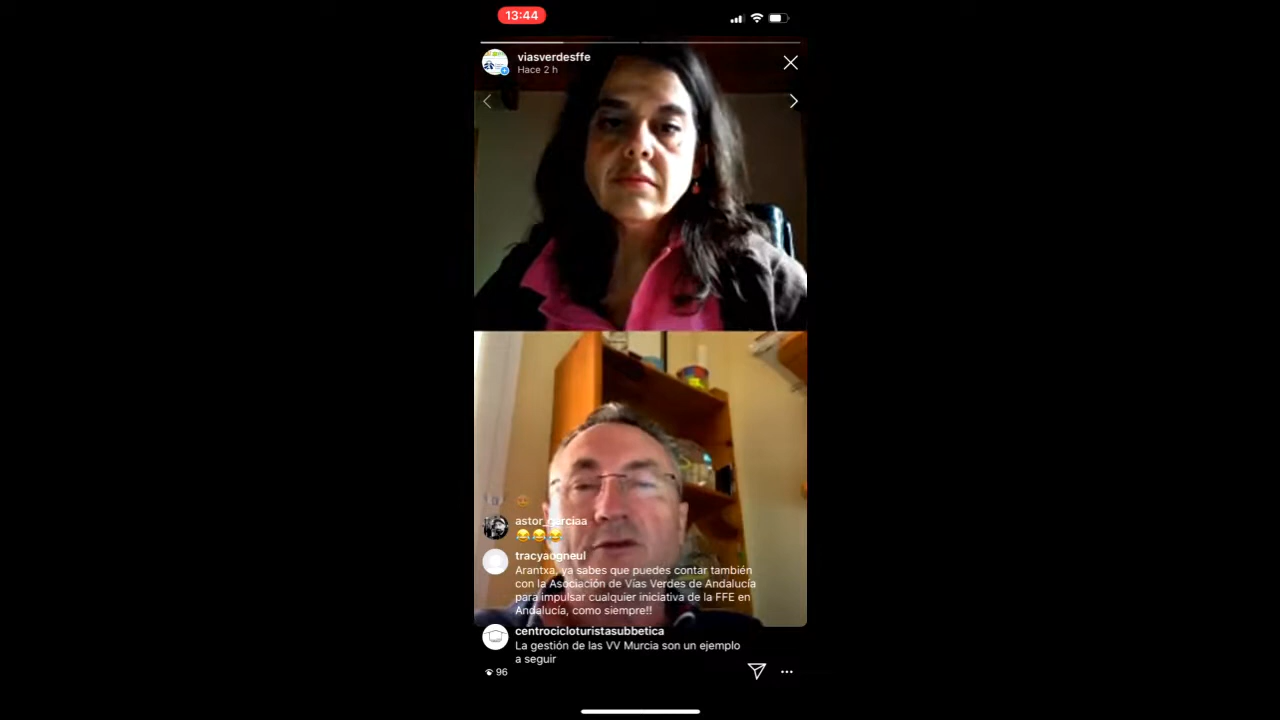 13:44
viasverdesffe
Hace 2 h
astor_garciaa
😂😂😂
tracyaogneul
Arantxa, ya sabes que puedes contar también
con la Asociación de Vías Verdes de Andalucía
para impulsar cualquier iniciativa de la FFE en
Andalucía, como siempre!!
centrocicloturistasubbetica
La gestión de las VV Murcia son un ejemplo
a seguir
96